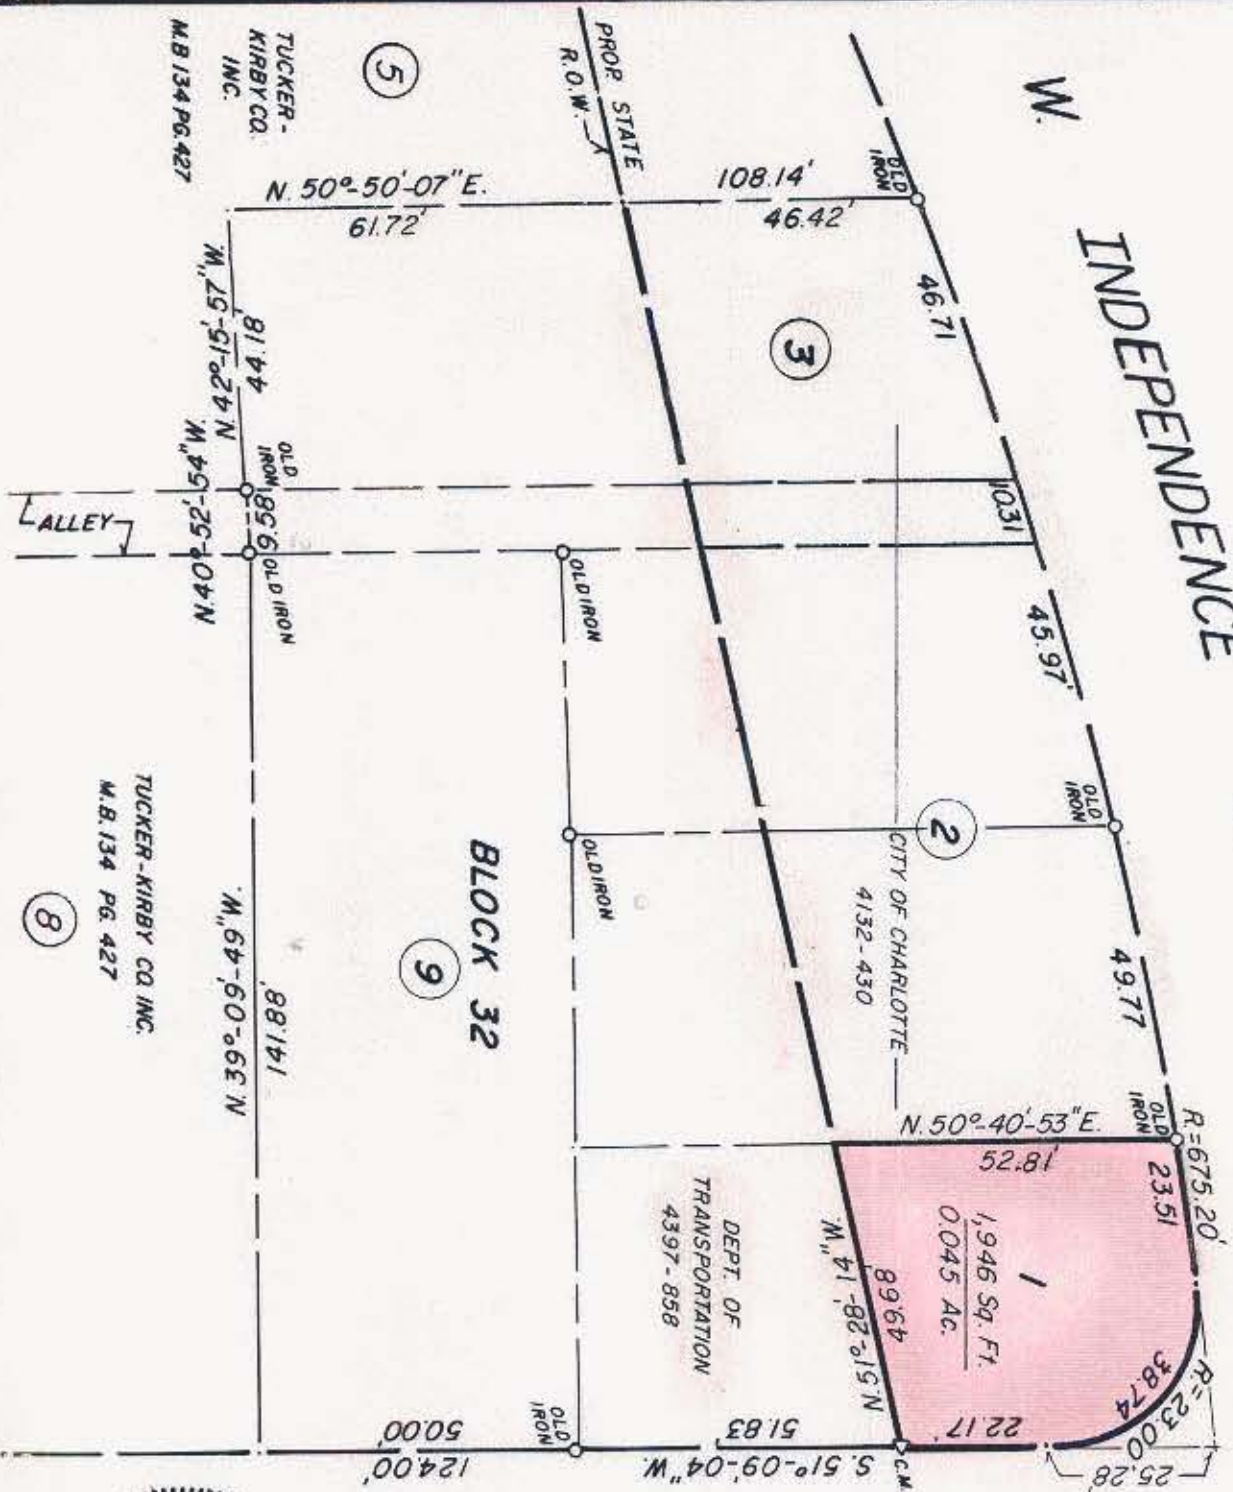 W. INDEPENDENCE
PROP. STATE
R.O.W.
5
TUCKER-
KIRBY CO.
INC.
M.B 134 PG. 427
N. 50°-50'-07"E.
61.72'
108.14'
46.42'
OLD
IRON
46.71
3
N. 42°-15'-57"W.
44.18'
N. 40°-52'-54"W.
9.58'
OLD
IRON
OLD IRON
ALLEY
10.31
45.97'
OLD IRON
OLD IRON
OLD
IRON
2
CITY OF CHARLOTTE
4132-430
49.77
BLOCK 32
9
TUCKER-KIRBY CO. INC.
M.B. 134 PG. 427
8
N. 39°-09'-49"W.
141.88'
OLD
IRON
R.=675.20'
23.51
N. 50°-40'-53"E.
52.81'
1
1,946 Sq. Ft.
0.045 Ac.
49.68
N. 51°-28'-14"W.
DEPT. OF
TRANSPORTATION
4397-858
R=23.00
38.74
25.28'
22.17'
C.M.
51.83
S. 51°-09'-04"W.
OLD
IRON
50.00'
124.00'